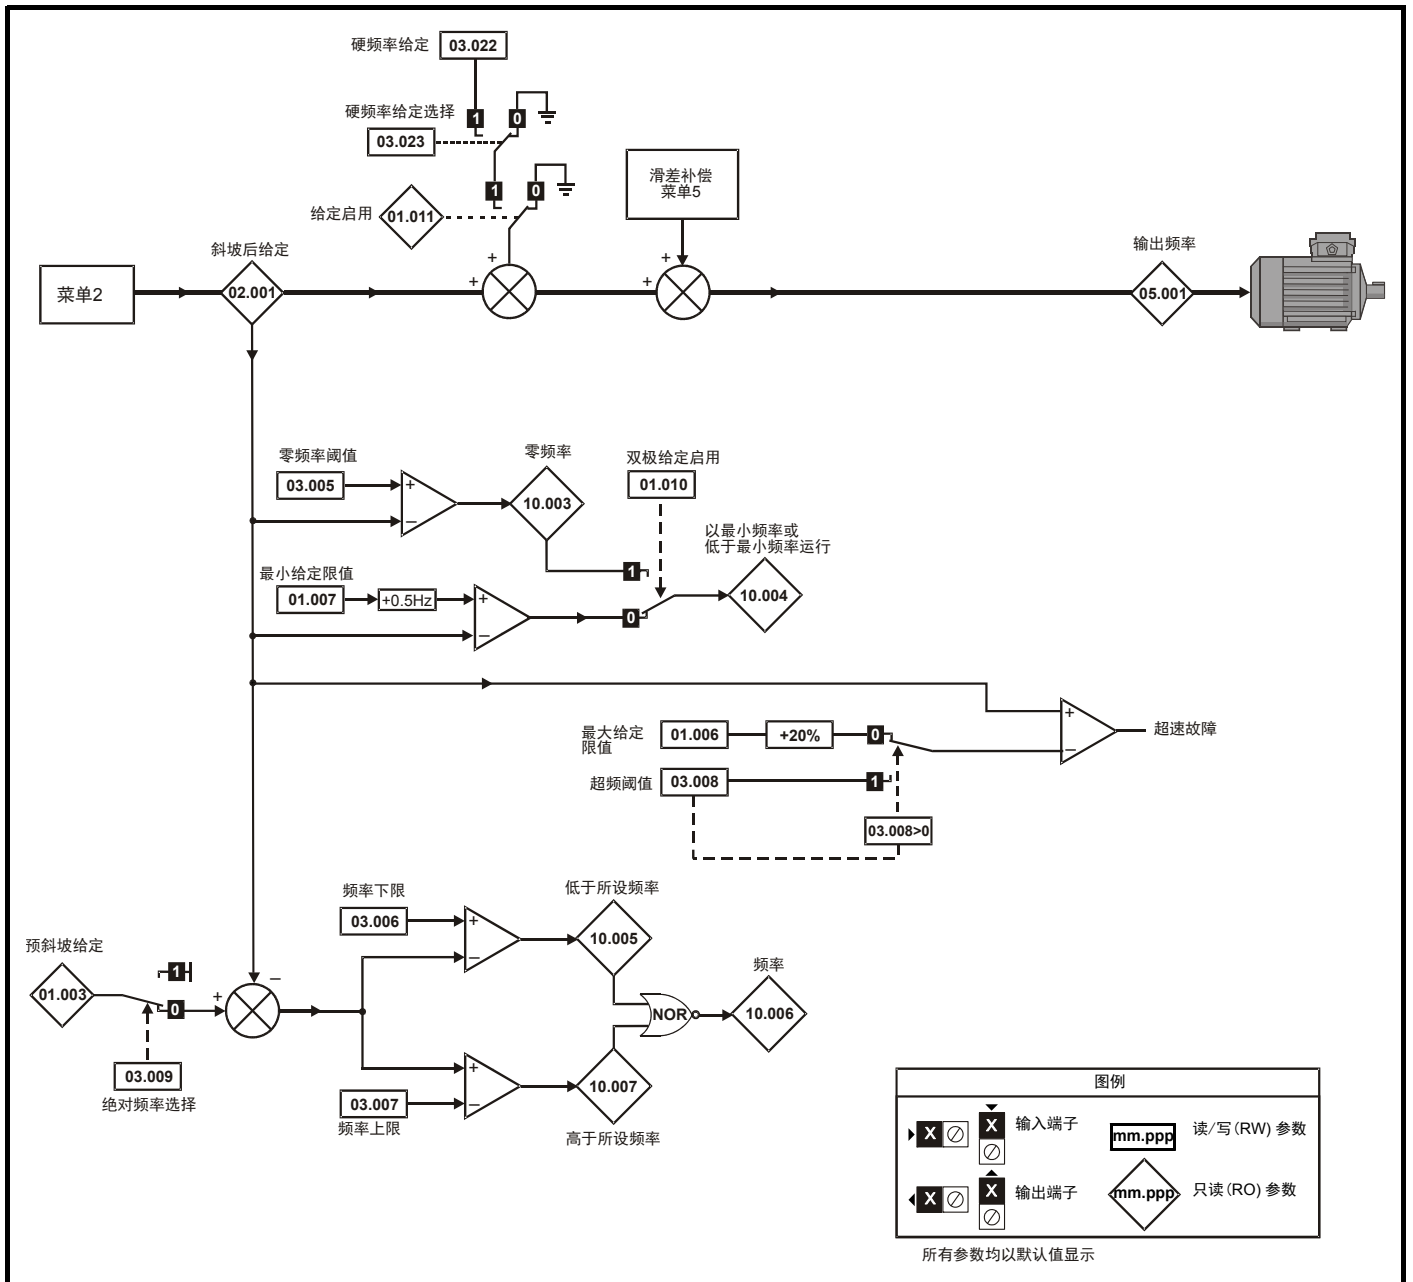 硬频率给定
03.022
硬频率给定选择
1
0
03.023
滑差补偿
菜单5
1
0
给定启用
01.011
斜坡后给定
输出频率
+
+
+
+
菜单2
02.001
05.001
零频率阈值
零频率
双极给定启用
03.005
+
10.003
01.010
−
以最小频率或
低于最小频率运行
最小给定限值
1
01.007
+0.5Hz
+
10.004
0
−
最大给定
限值
01.006
+20%
0
+
超速故障
−
超频阈值
03.008
1
03.008>0
频率下限
低于所设频率
03.006
+
10.005
−
预斜坡给定
1
−
频率
01.003
0
+
NOR
10.006
03.009
绝对频率选择
+
10.007
03.007
−
频率上限
高于所设频率
图例
X
X
输入端子
mm.ppp
读/写(RW) 参数
X
X
输出端子
mm.ppp
只读(RO) 参数
所有参数均以默认值显示